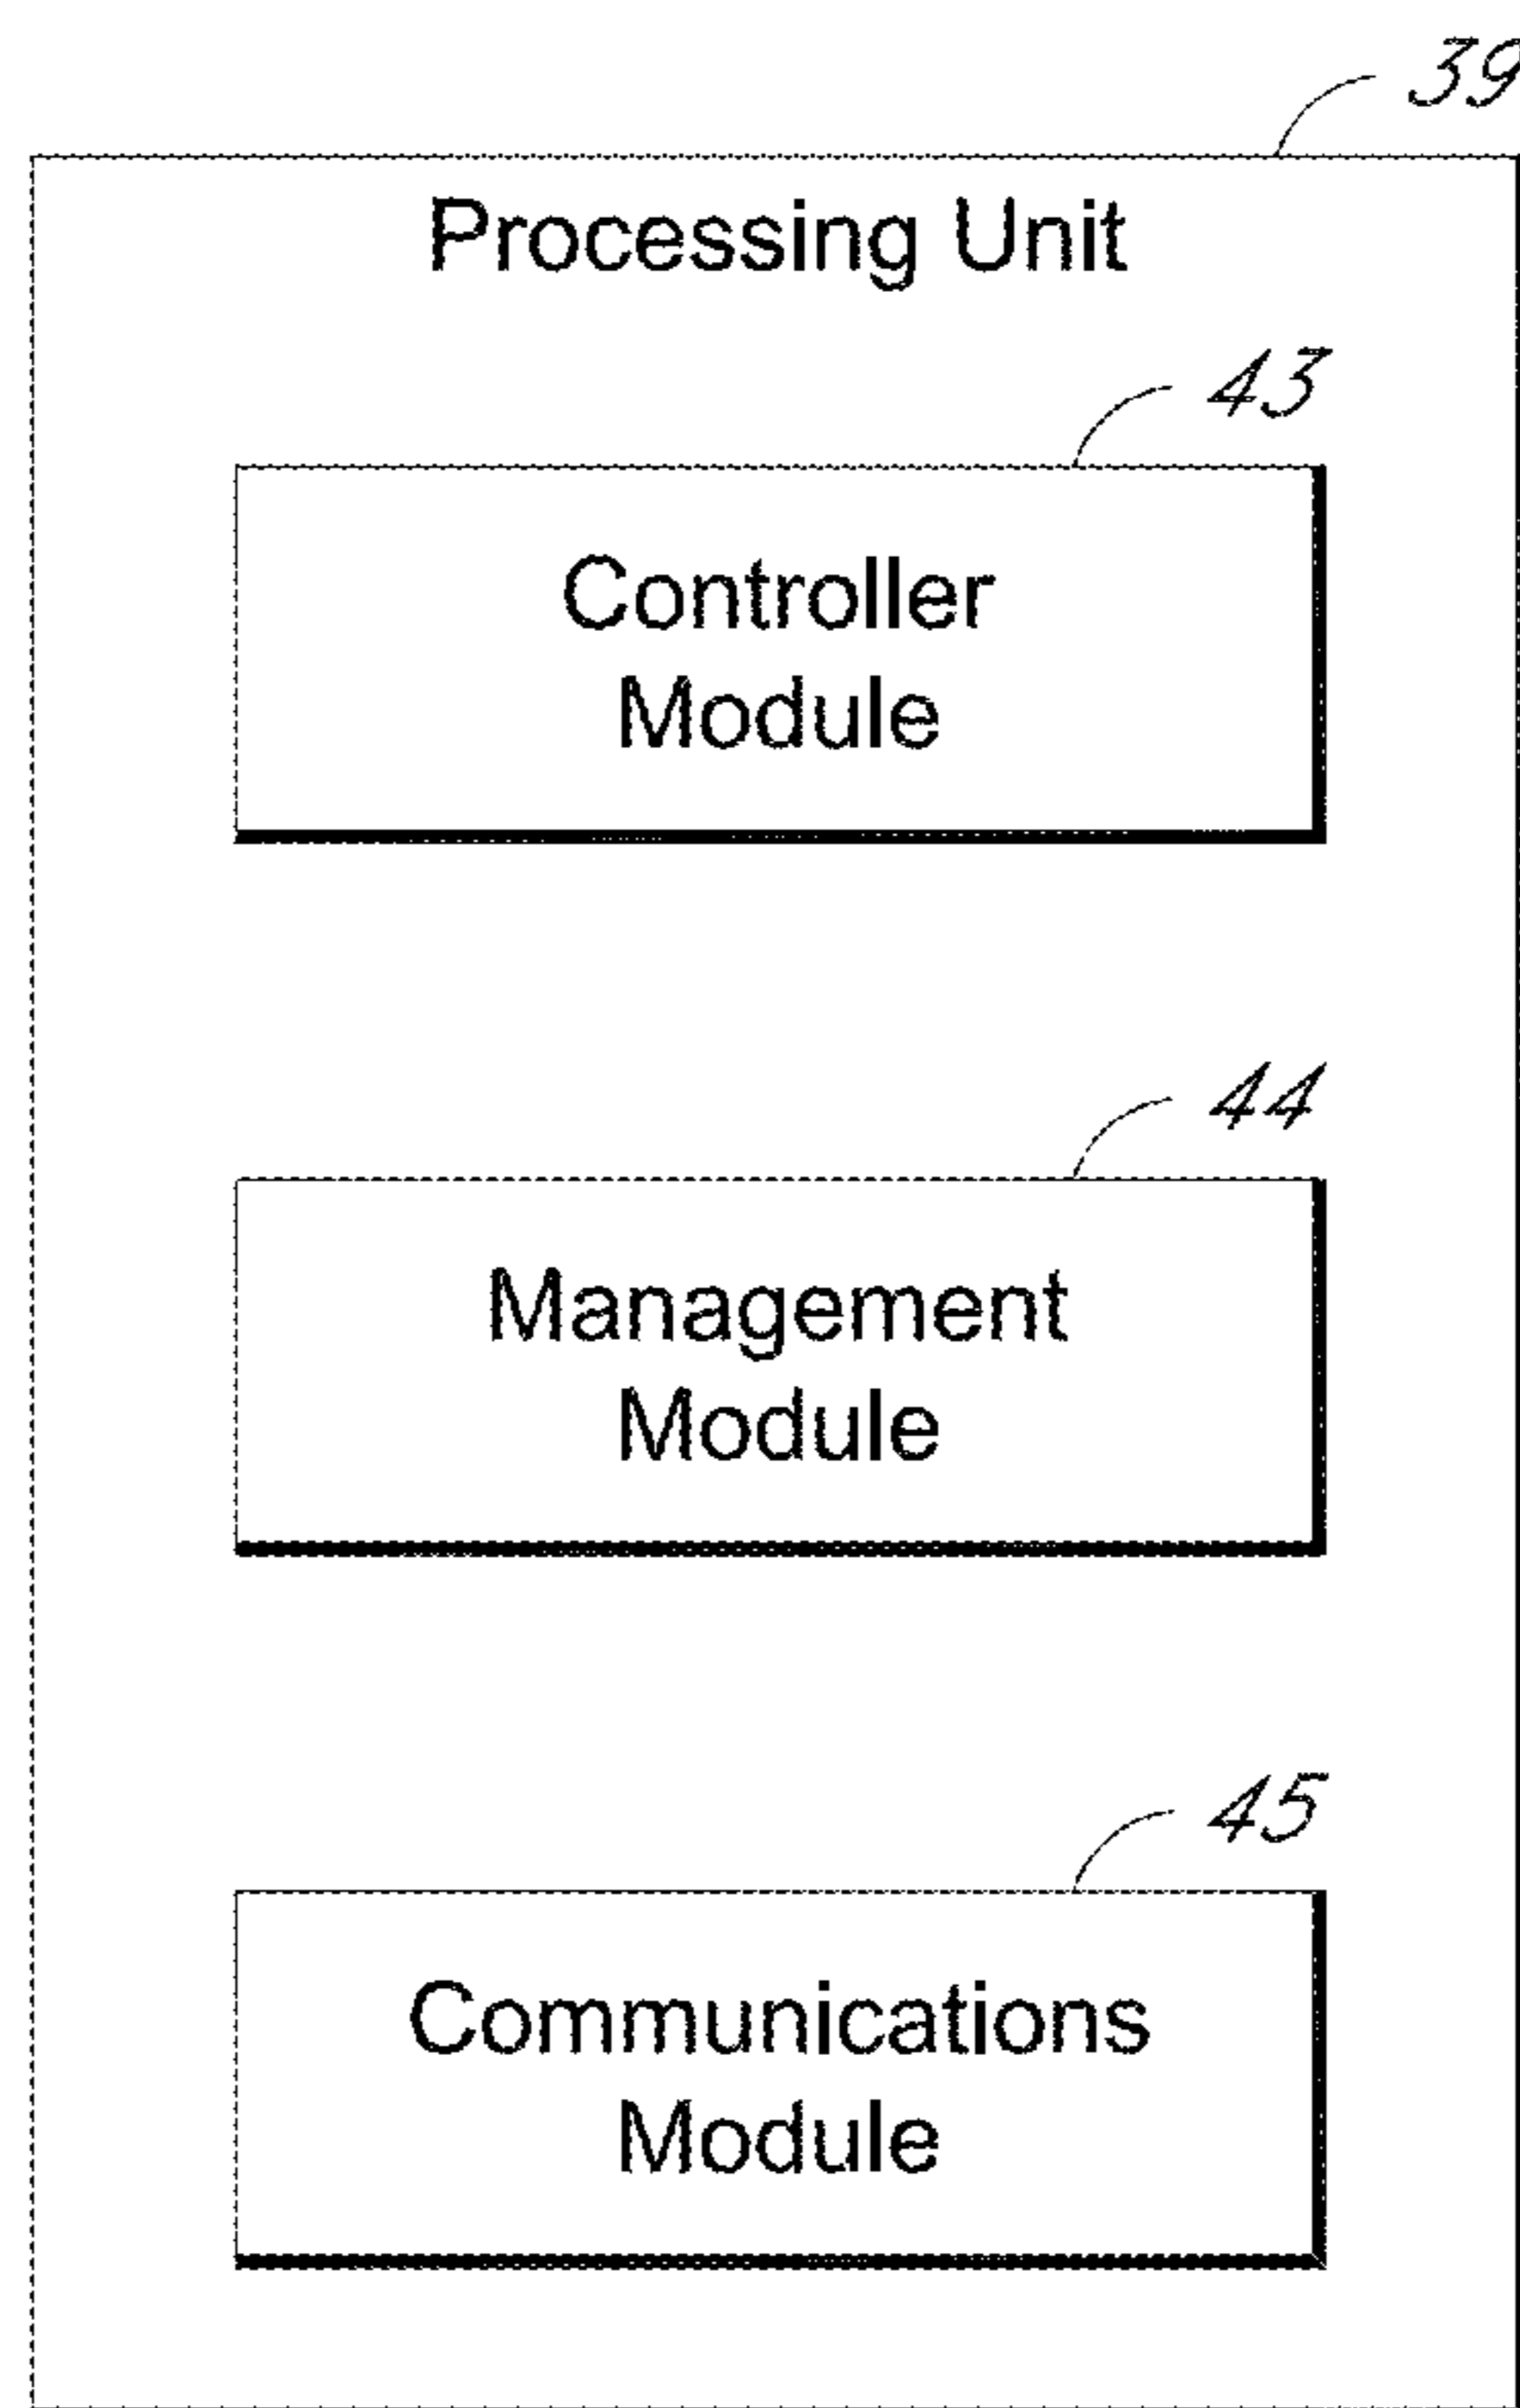 39
Processing Unit
43
Controller
Module
44
Management
Module
45
Communications
Module